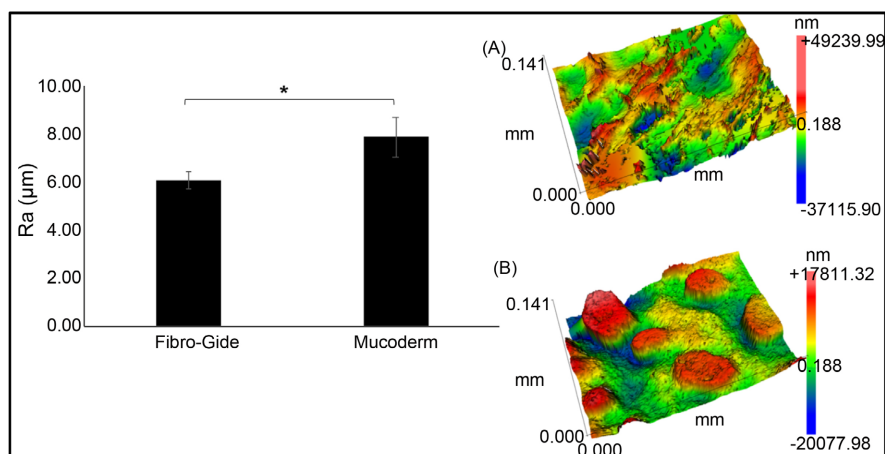 10.00
8.00
6.00
4.00
2.00
0.00
Ra (µm)
*
Fibro-Gide
Mucoderm
(A)
nm
+49239.99
0.141
0.188
mm
mm
0.000
0.000
-37115.90
(B)
nm
+17811.32
0.141
0.188
mm
mm
0.000
0.000
-20077.98